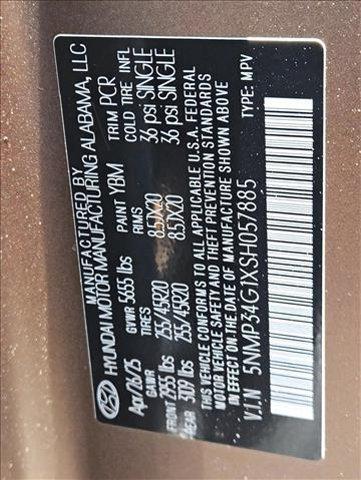 MANUFACTURED BY
HYUNDAI MOTOR MANUFACTURING ALABAMA, LLC
Apr/26/25 GVWR 5655 lbs PAINT YBM TRIM PCR
GAWR TIRES RIMS COLD TIRE INFL
FRONT 2955 lbs 255/45R20 8.5JX20 36 psi SINGLE
REAR 3109 lbs 255/45R20 8.5JX20 36 psi SINGLE
THIS VEHICLE CONFORMS TO ALL APPLICABLE U.S.A. FEDERAL
MOTOR VEHICLE SAFETY, BUMPER, AND
THEFT PREVENTION STANDARDS IN EFFECT
ON THE DATE OF MANUFACTURE SHOWN ABOVE
V.I.N 5NMP34G1XSH057885 TYPE: MPV